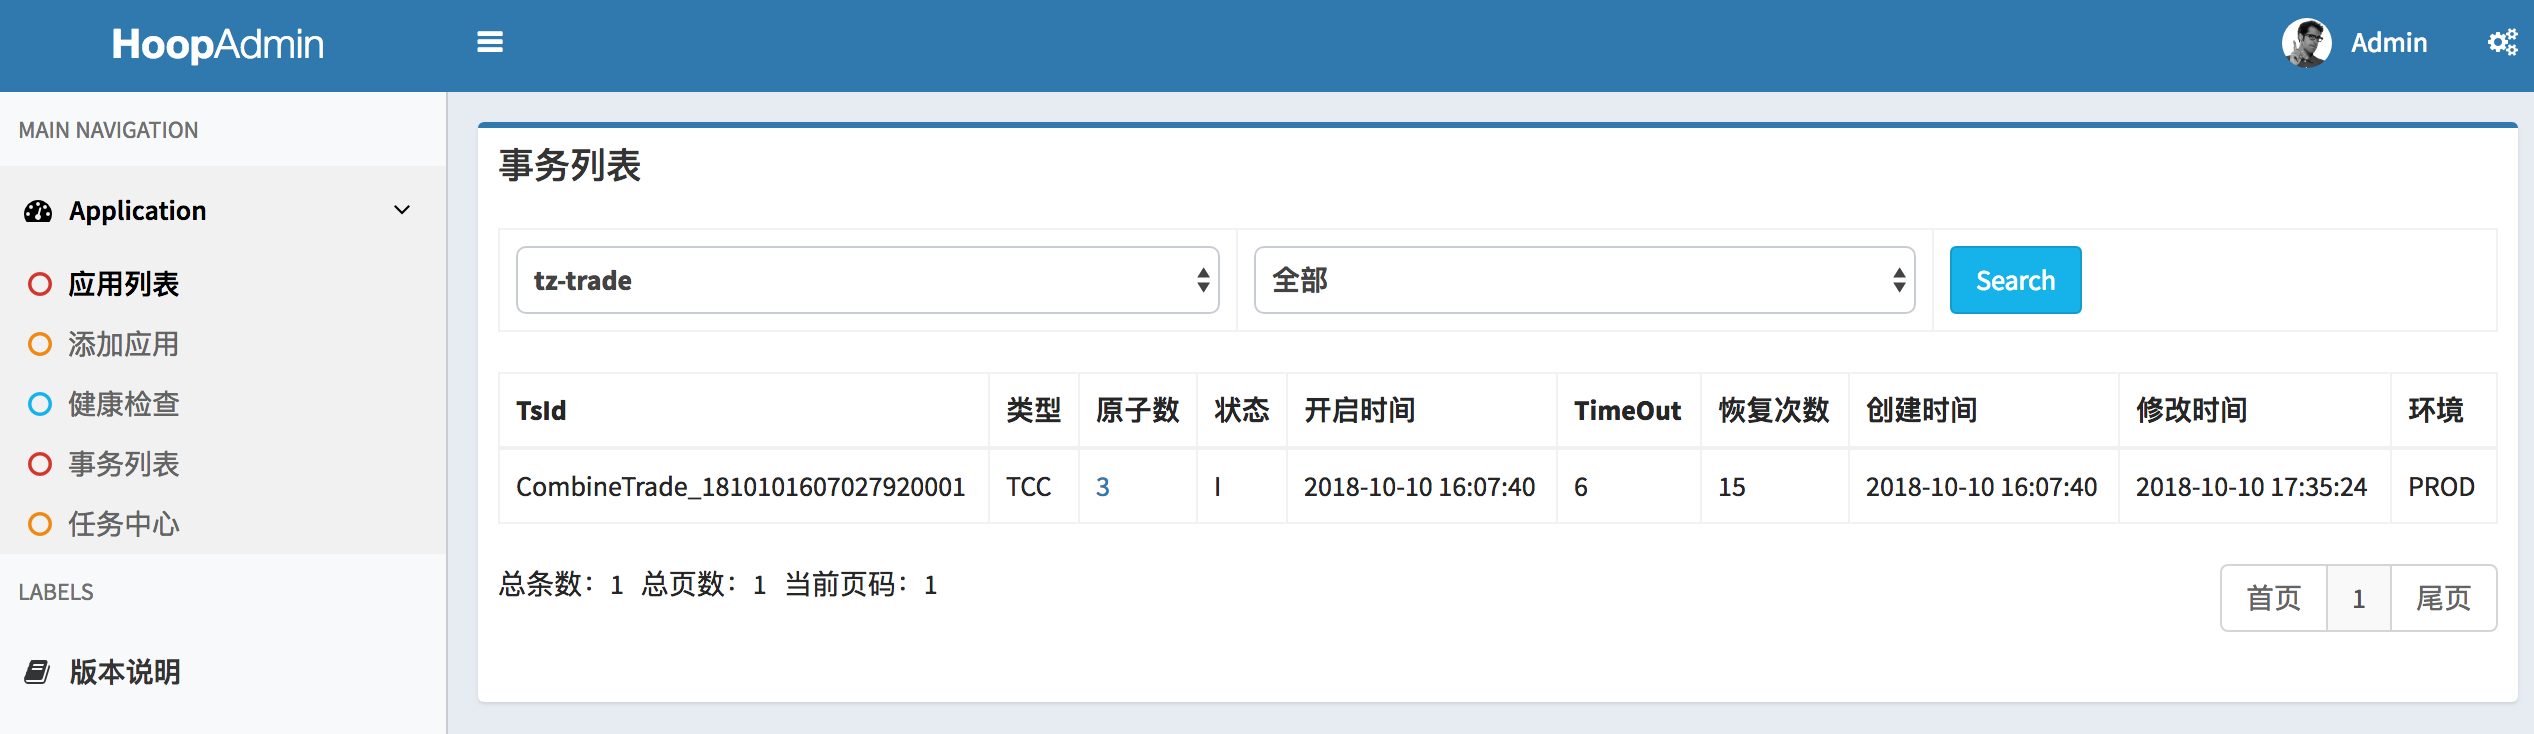 HoopAdmin
Admin
MAIN NAVIGATION
Application
应用列表
添加应用
健康检查
事务列表
任务中心
LABELS
版本说明
事务列表
tz-trade 全部 Search
TsId 类型 原子数 状态 开启时间 TimeOut 恢复次数 创建时间 修改时间 环境
CombineTrade_1810101607027920001 TCC 3 I 2018-10-10 16:07:40 6 15 2018-10-10 16:07:40 2018-10-10 17:35:24 PROD
总条数：1 总页数：1 当前页码：1
首页 1 尾页